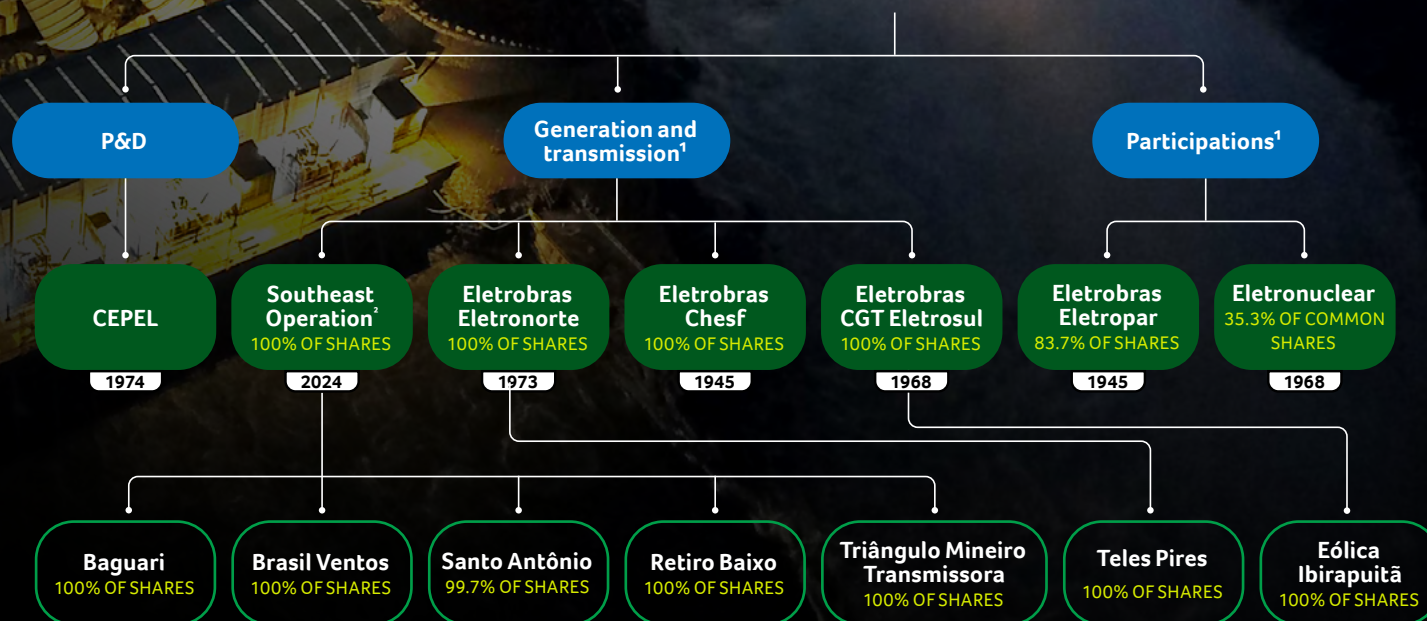 P&D
Generation and
transmission¹
Participations¹
CEPEL
1974
Southeast
Operation²
100% OF SHARES
2024
Eletrobras
Eletronorte
100% OF SHARES
1973
Eletrobras
Chesf
100% OF SHARES
1945
Eletrobras
CGT Eletrosul
100% OF SHARES
1968
Eletrobras
Eletropar
83.7% OF SHARES
1945
Eletronuclear
35.3% OF COMMON
SHARES
1968
Baguari
100% OF SHARES
Brasil Ventos
100% OF SHARES
Santo Antônio
99.7% OF SHARES
Retiro Baixo
100% OF SHARES
Triângulo Mineiro
Transmissora
100% OF SHARES
Teles Pires
100% OF SHARES
Eólica
Ibirapuitã
100% OF SHARES